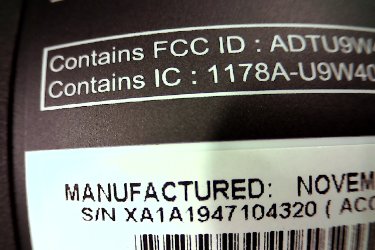 Contains FCC ID : ADTU9W4
Contains IC : 1178A-U9W40
MANUFACTURED: NOVEM
S/N XA1A1947104320 ( ACC